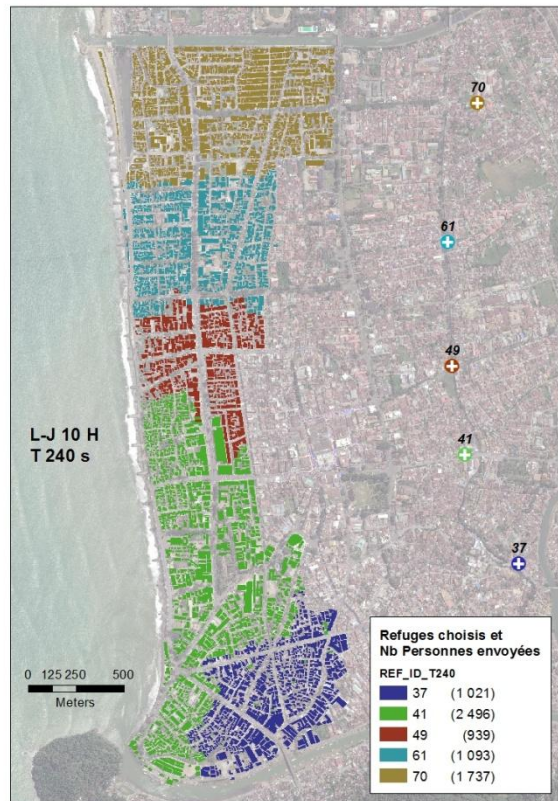 70
61
49
41
37
L-J 10 H
T 240 s
0 125 250 500
Meters
Refuges choisis et
Nb Personnes envoyées
REF_ID_T240
37 (1 021)
41 (2 496)
49 (939)
61 (1 093)
70 (1 737)